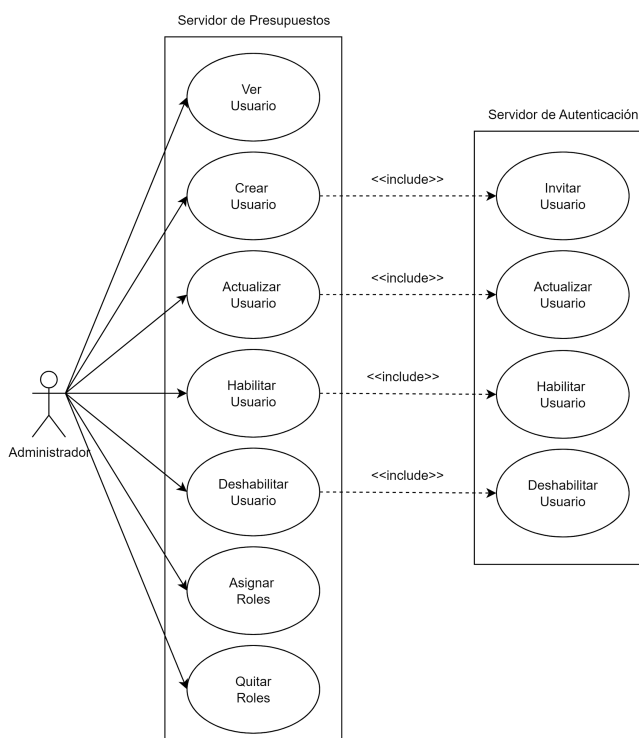 Servidor de Presupuestos
Ver
Usuario
Servidor de Autenticación
Crear
Usuario
<<include>>
Invitar
Usuario
Actualizar
Usuario
<<include>>
Actualizar
Usuario
Habilitar
Usuario
<<include>>
Habilitar
Usuario
Administrador
Deshabilitar
Usuario
<<include>>
Deshabilitar
Usuario
Asignar
Roles
Quitar
Roles